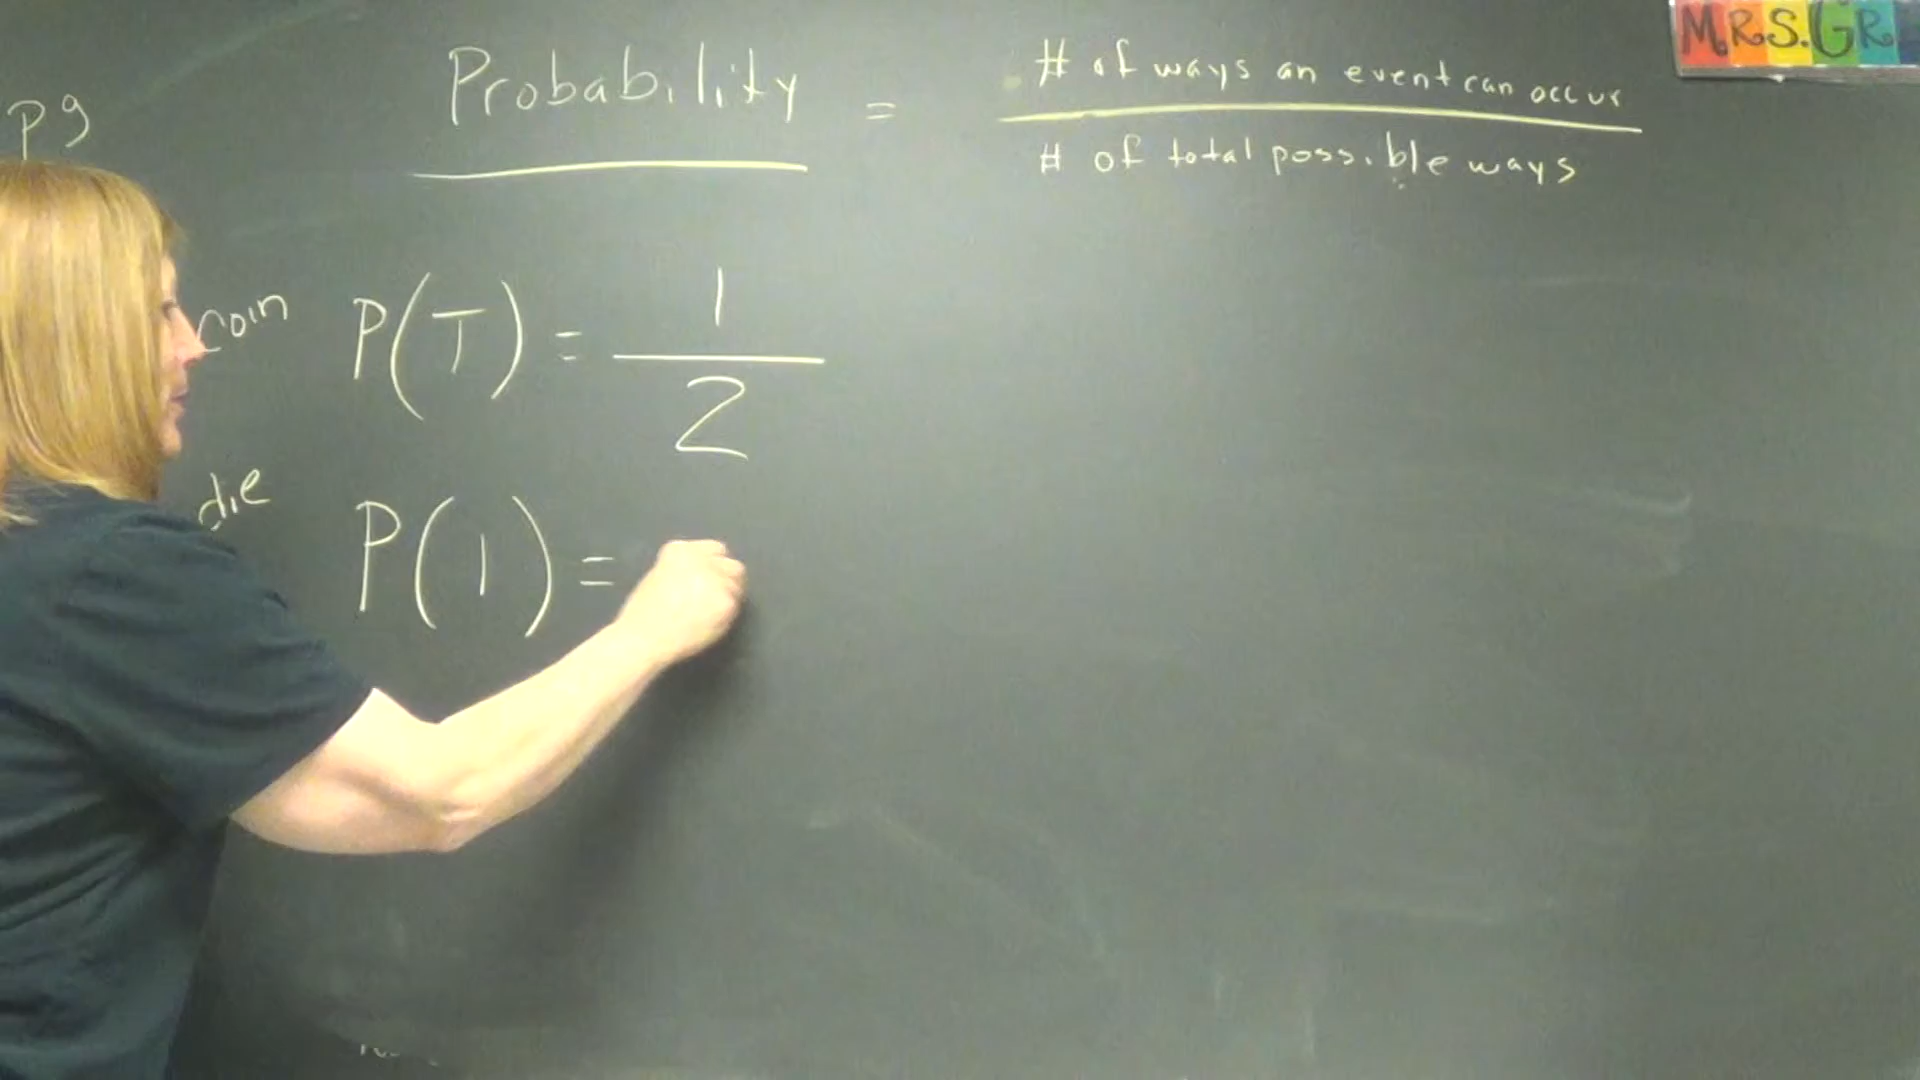 MRS.GR
pg
Probability = # of ways an event can occur
# of total possible ways
coin P(T) = 1
2
die P(1) =